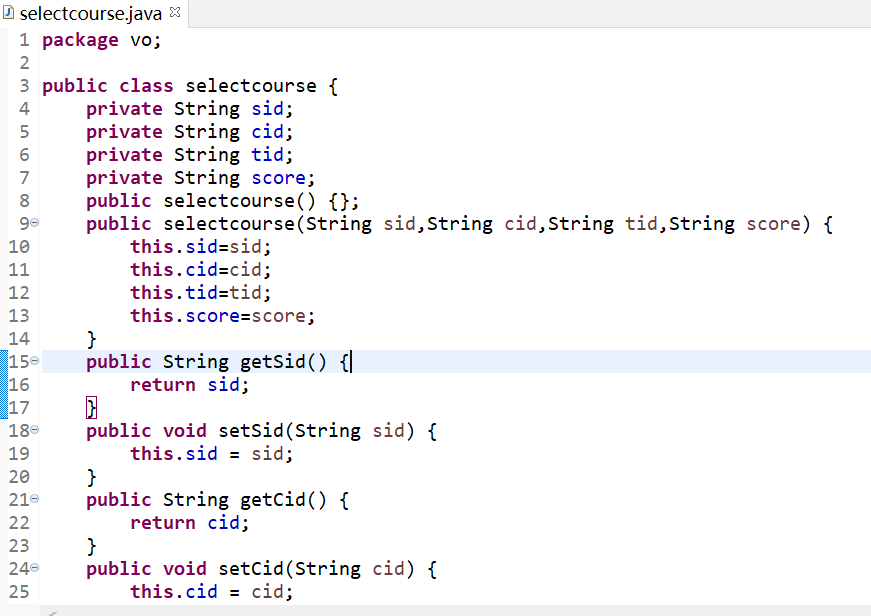 selectcourse.java
1 package vo;
2
3 public class selectcourse {
4     private String sid;
5     private String cid;
6     private String tid;
7     private String score;
8     public selectcourse() {};
9     public selectcourse(String sid,String cid,String tid,String score) {
10         this.sid=sid;
11         this.cid=cid;
12         this.tid=tid;
13         this.score=score;
14     }
15     public String getSid() {
16         return sid;
17     }
18     public void setSid(String sid) {
19         this.sid = sid;
20     }
21     public String getCid() {
22         return cid;
23     }
24     public void setCid(String cid) {
25         this.cid = cid;